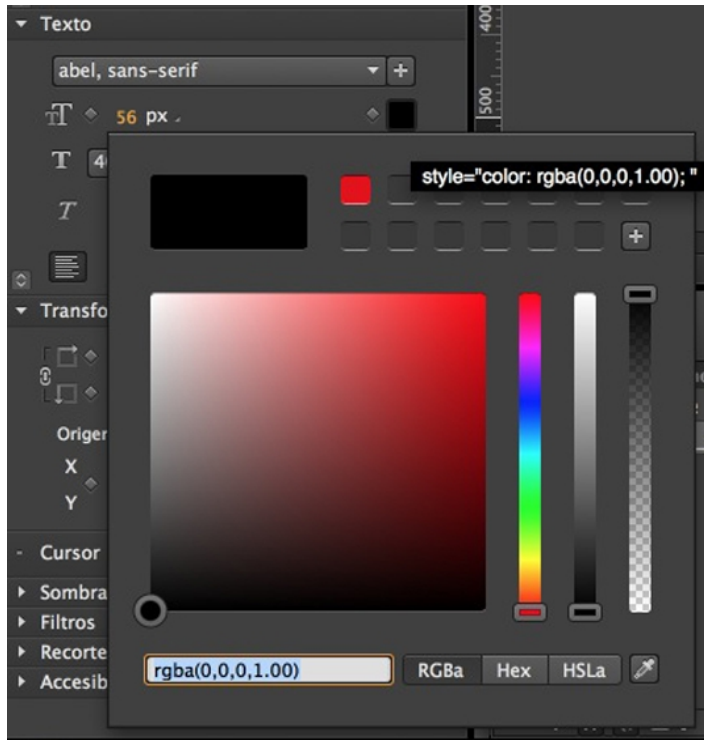 Texto
400
abel, sans-serif
500
56 px
T 4
style="color: rgba(0,0,0,1.00); "
T
Transfo
Origer
X
Y
Cursor
Sombra
Filtros
Recorte
Accesib
rgba(0,0,0,1.00)
RGBa Hex HSLa